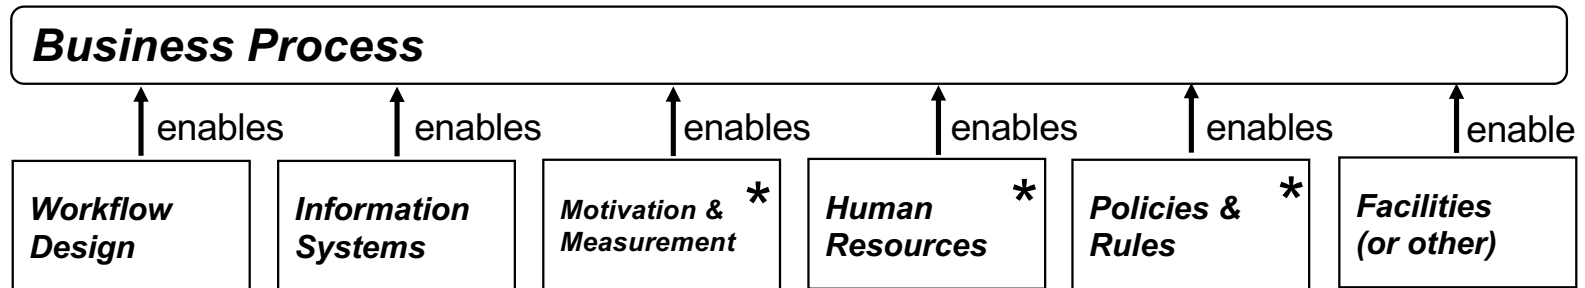 Business Process
enables enables enables enables enables enable
Workflow
Design
Information
Systems
Motivation & *
Measurement
Human *
Resources
Policies & *
Rules
Facilities
(or other)